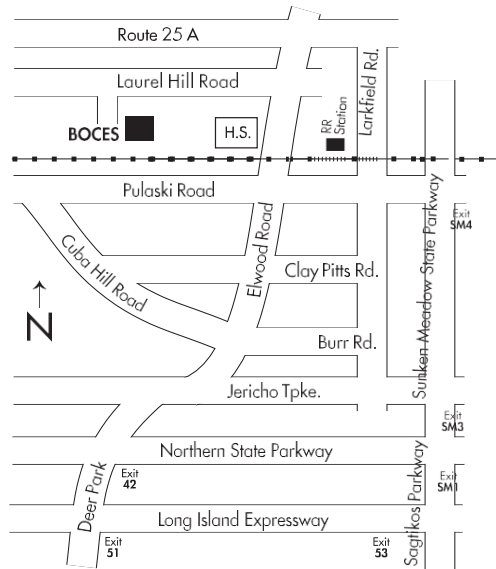 Route 25 A
Laurel Hill Road
Larkfield Rd.
BOCES
H.S.
RR
Station
Pulaski Road
Exit
SM4
Cuba Hill Road
Elwood Road
Clay Pitts Rd.
Sunken Meadow State Parkway
N
Burr Rd.
Jericho Tpke.
Exit
SM3
Northern State Parkway
Exit
42
Deer Park
Sagtikos Parkway
Exit
SM1
Long Island Expressway
Exit
51
Exit
53